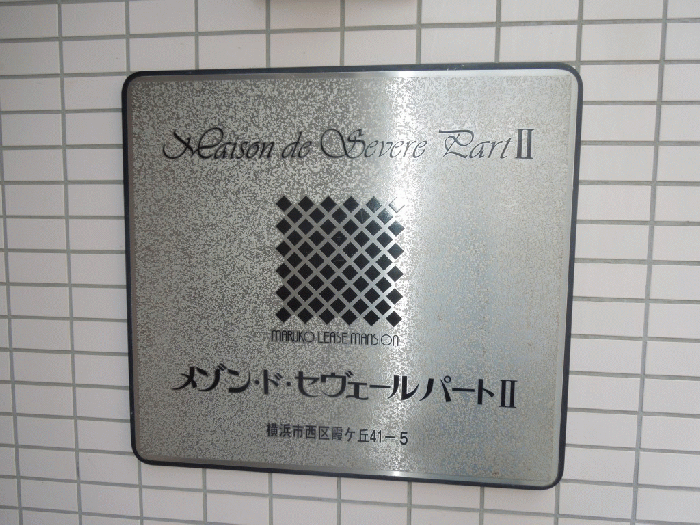 Maison de Severe Part II
MARUKO LEASE MANSION
メゾン・ド・セヴェールパートII
横浜市西区霞ケ丘41-5